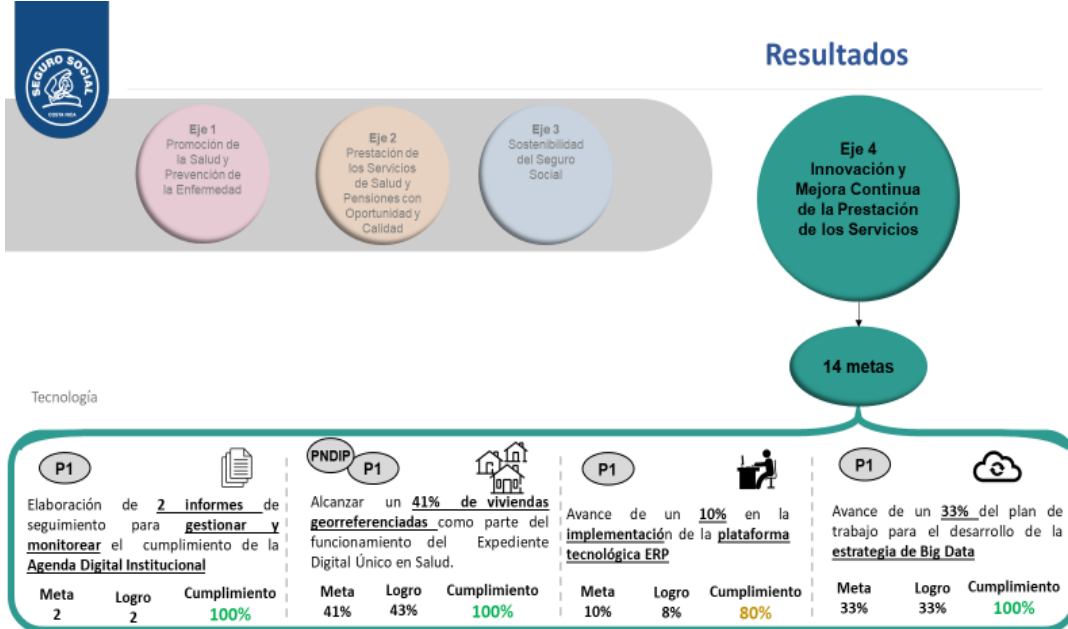 SEGURO SOCIAL
COSTA RICA
Resultados
Eje 1
Promoción de
la Salud y
Prevención de
la Enfermedad
Eje 2
Prestación de
los Servicios
de Salud y
Pensiones con
Oportunidad y
Calidad
Eje 3
Sostenibilidad
del Seguro
Social
Eje 4
Innovación y
Mejora Continua
de la Prestación
de los Servicios
14 metas
Tecnología
P1
Elaboración de 2 informes de
seguimiento para gestionar y
monitorear el cumplimiento de la
Agenda Digital Institucional
Meta Logro Cumplimiento
2 2 100%
PNDIP P1
Alcanzar un 41% de viviendas
georreferenciadas como parte del
funcionamiento del Expediente
Digital Único en Salud.
Meta Logro Cumplimiento
41% 43% 100%
P1
Avance de un 10% en la
implementación de la plataforma
tecnológica ERP
Meta Logro Cumplimiento
10% 8% 80%
P1
Avance de un 33% del plan de
trabajo para el desarrollo de la
estrategia de Big Data
Meta Logro Cumplimiento
33% 33% 100%